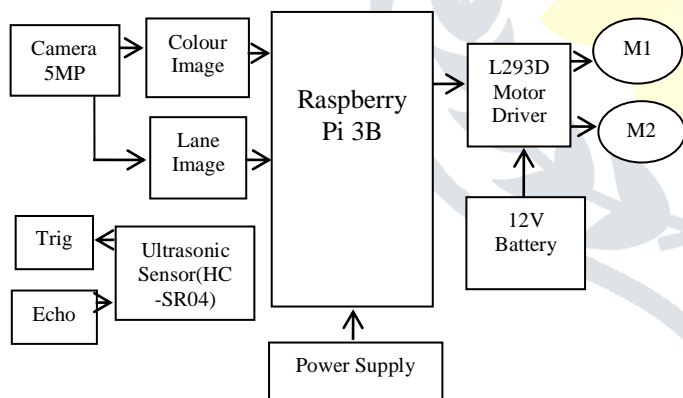 Camera
5MP
Colour
Image
Lane
Image
Raspberry
Pi 3B
L293D
Motor
Driver
M1
M2
12V
Battery
Trig
Echo
Ultrasonic
Sensor(HC
-SR04)
Power Supply